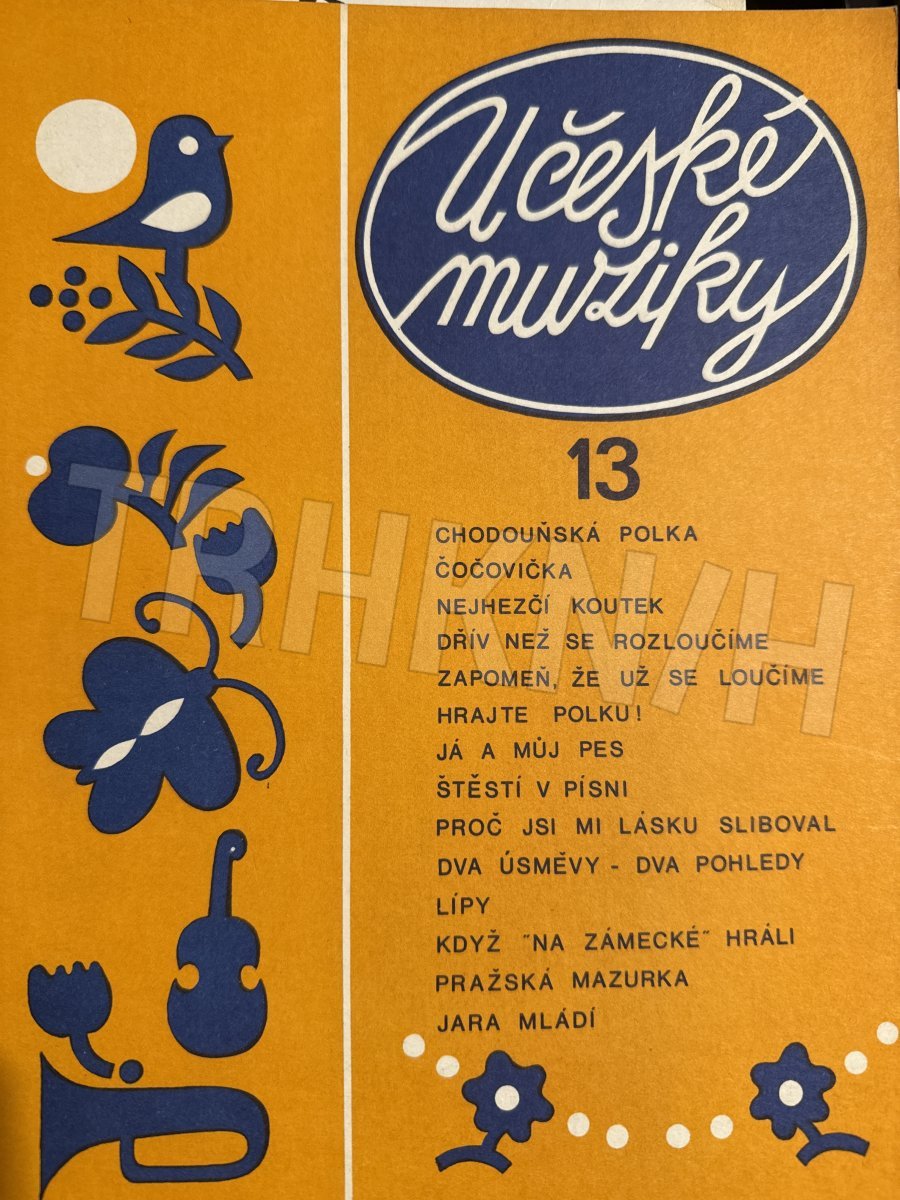 U české
muziky
13
CHODOUŇSKÁ POLKA
ČOČOVIČKA
NEJHEZČÍ KOUTEK
DŘÍV NEŽ SE ROZLOUČÍME
ZAPOMEŇ, ŽE UŽ SE LOUČÍME
HRAJTE POLKU!
JÁ A MŮJ PES
ŠTĚSTÍ V PÍSNI
PROČ JSI MI LÁSKU SLIBOVAL
DVA ÚSMĚVY - DVA POHLEDY
LÍPY
KDYŽ "NA ZÁMECKÉ" HRÁLI
PRAŽSKÁ MAZURKA
JARA MLÁDÍ
TRHKNIH